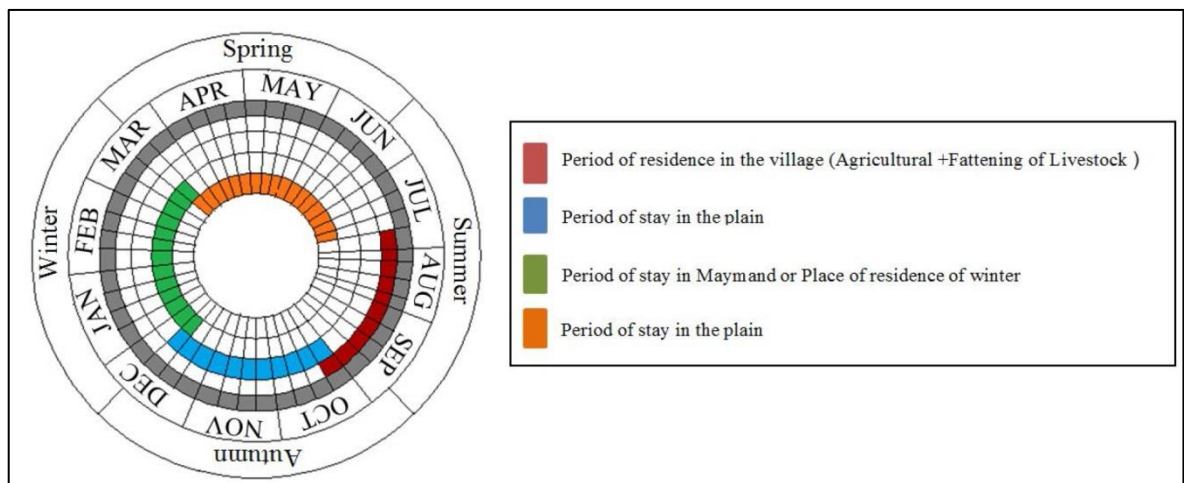 Spring
Summer
Autumn
Winter
JAN
FEB
MAR
APR
MAY
JUN
JUL
AUG
SEP
OCT
NOV
DEC
Period of residence in the village (Agricultural +Fattening of Livestock )
Period of stay in the plain
Period of stay in Maymand or Place of residence of winter
Period of stay in the plain